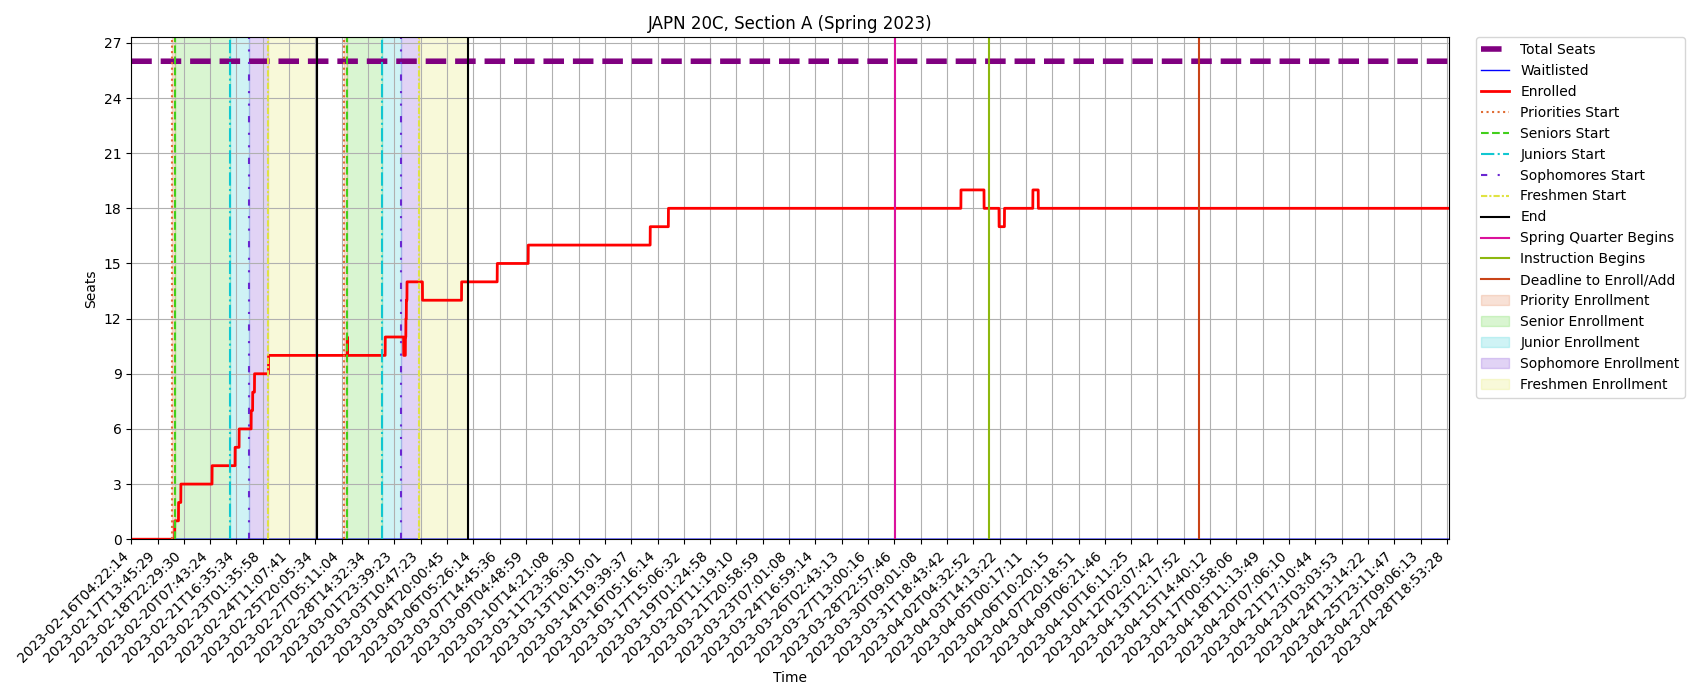 JAPN 20C, Section A (Spring 2023)
27
24
21
18
15
12
9
6
3
0
Seats
2023-02-16T04:22:14
2023-02-17T13:45:29
2023-02-18T22:29:30
2023-02-20T07:43:24
2023-02-21T16:35:34
2023-02-23T01:35:58
2023-02-24T11:07:41
2023-02-25T20:05:34
2023-02-27T05:11:04
2023-02-28T14:32:34
2023-03-01T23:39:23
2023-03-03T10:47:23
2023-03-04T20:00:45
2023-03-06T05:26:14
2023-03-07T14:45:36
2023-03-09T04:48:59
2023-03-10T14:21:08
2023-03-11T23:36:30
2023-03-13T10:15:01
2023-03-14T19:39:37
2023-03-16T05:16:14
2023-03-17T15:06:32
2023-03-19T01:24:58
2023-03-20T11:19:10
2023-03-21T20:58:59
2023-03-23T07:01:08
2023-03-24T16:59:14
2023-03-26T02:43:13
2023-03-27T13:00:16
2023-03-28T22:57:46
2023-03-30T09:01:08
2023-03-31T18:43:42
2023-04-02T04:32:52
2023-04-03T14:13:22
2023-04-05T00:17:11
2023-04-06T10:20:15
2023-04-07T20:18:51
2023-04-09T06:21:46
2023-04-10T16:11:25
2023-04-12T02:07:42
2023-04-13T12:17:52
2023-04-15T14:40:12
2023-04-17T00:58:06
2023-04-18T11:13:49
2023-04-20T07:06:10
2023-04-21T17:10:44
2023-04-23T03:03:53
2023-04-24T13:14:22
2023-04-25T23:11:47
2023-04-27T09:06:13
2023-04-28T18:53:28
Time
Total Seats
Waitlisted
Enrolled
Priorities Start
Seniors Start
Juniors Start
Sophomores Start
Freshmen Start
End
Spring Quarter Begins
Instruction Begins
Deadline to Enroll/Add
Priority Enrollment
Senior Enrollment
Junior Enrollment
Sophomore Enrollment
Freshmen Enrollment